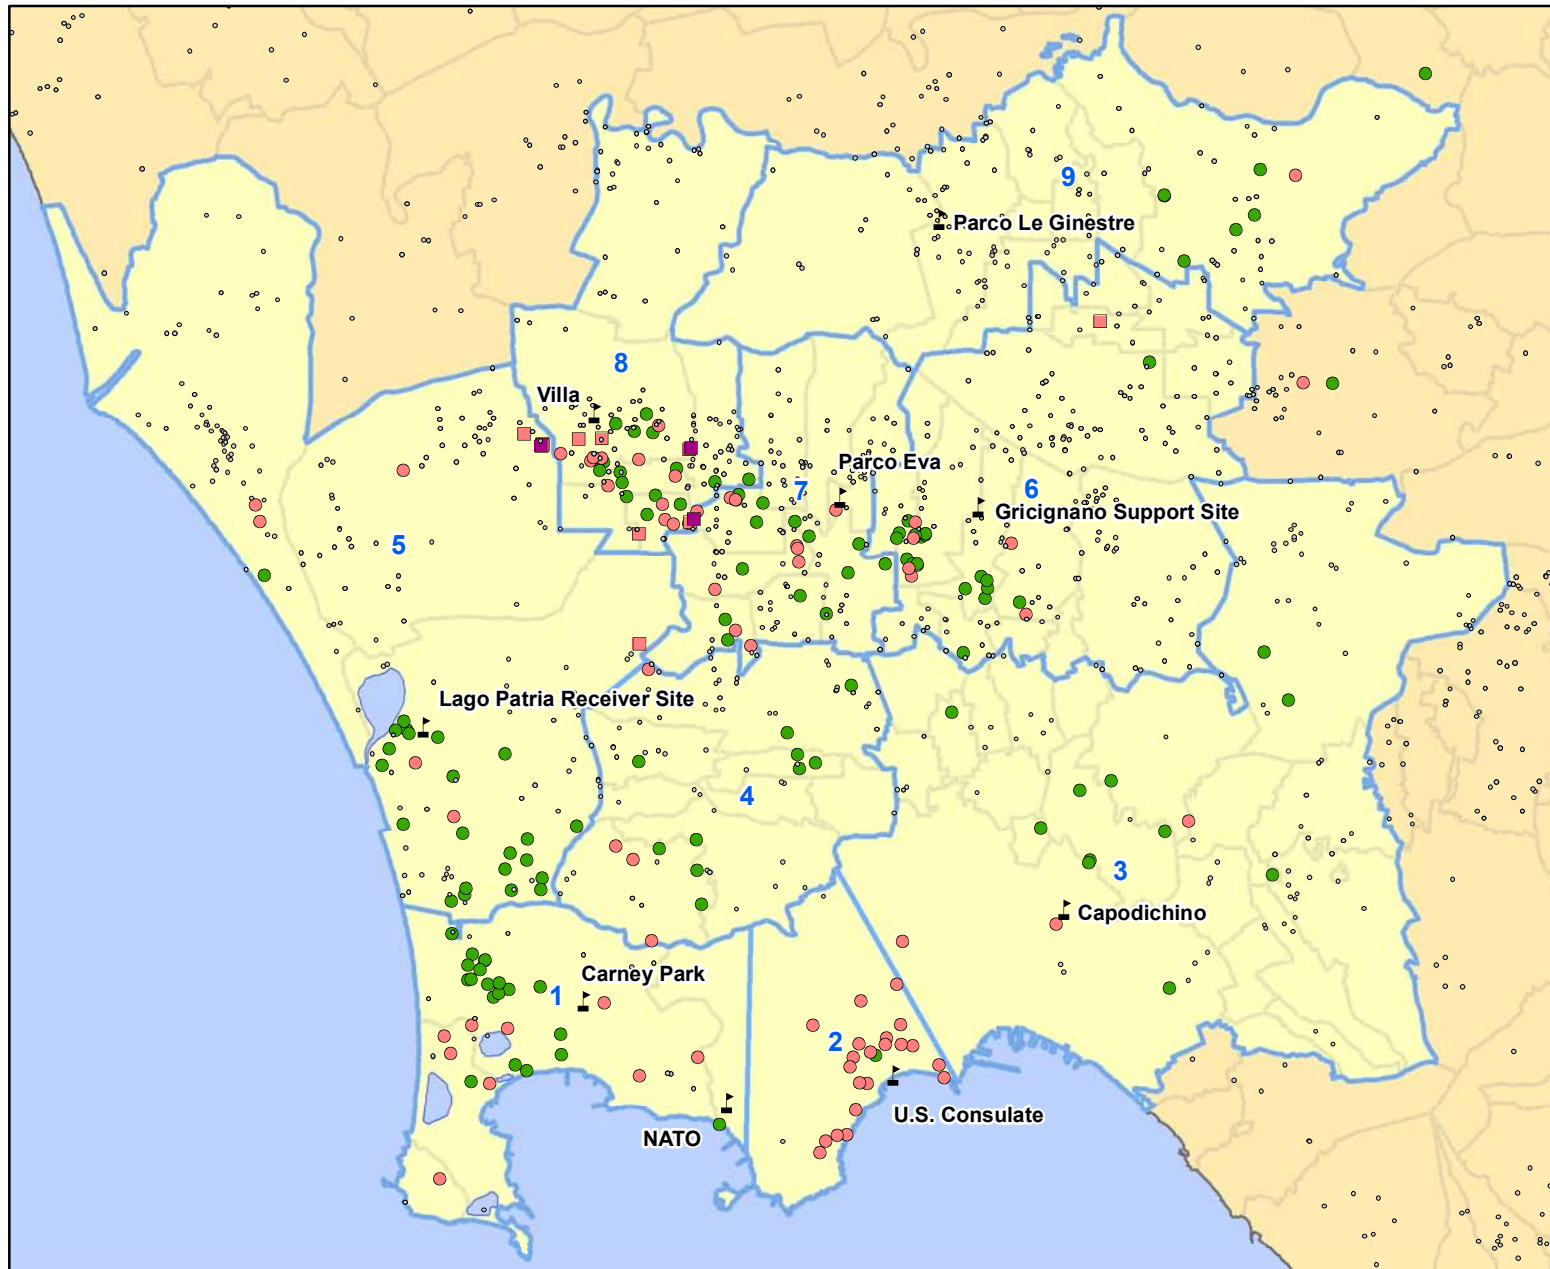 9
Parco Le Ginestre
8
Villa
Parco Eva
7
6
Gricignano Support Site
5
Lago Patria Receiver Site
4
3
Capodichino
Carney Park
1
2
U.S. Consulate
NATO